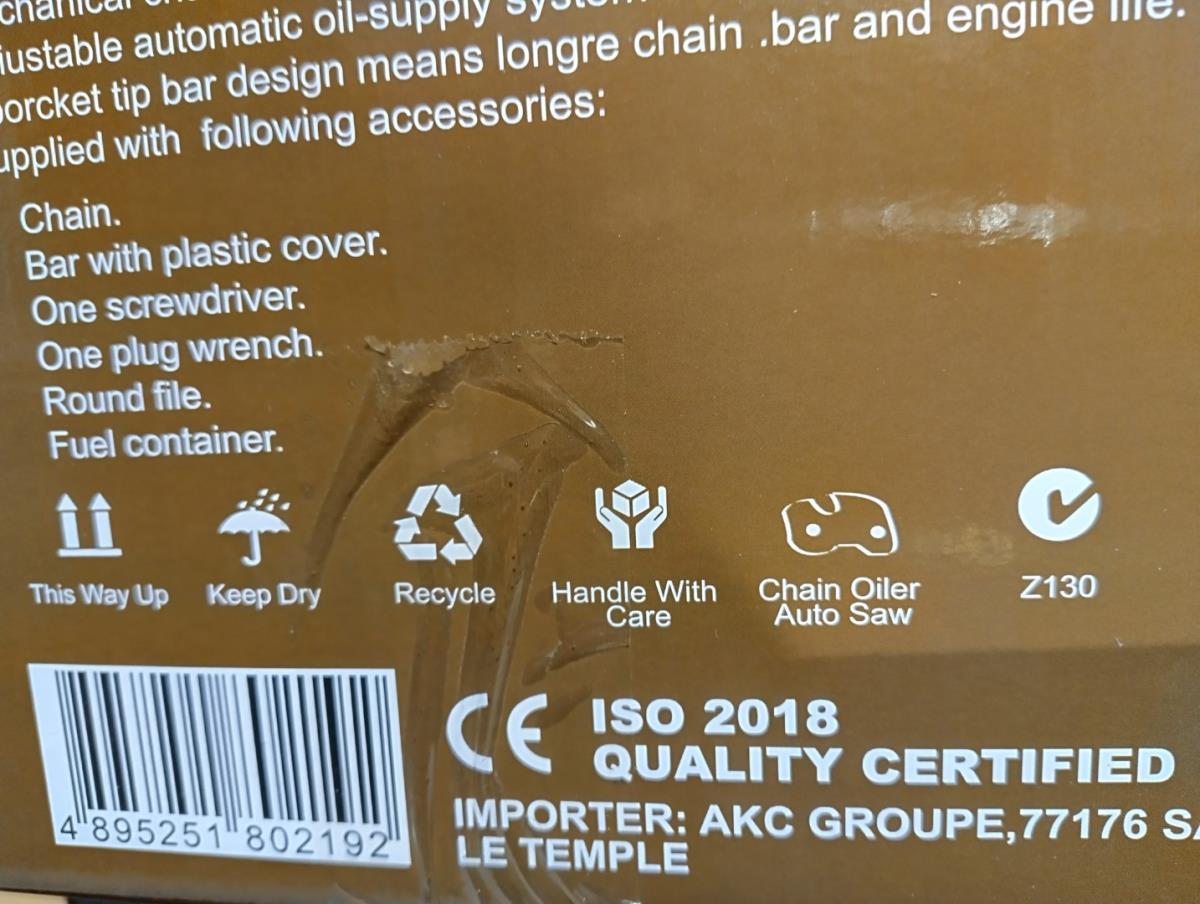 justable automatic oil-supply
porcket tip bar design means longre chain .bar and engine life.
upplied with following accessories:
Chain.
Bar with plastic cover.
One screwdriver.
One plug wrench.
Round file.
Fuel container.
This Way Up
Keep Dry
Recycle
Handle With
Care
Chain Oiler
Auto Saw
Z130
4 895251 802192
CE
ISO 2018
QUALITY CERTIFIED
IMPORTER: AKC GROUPE,77176
LE TEMPLE